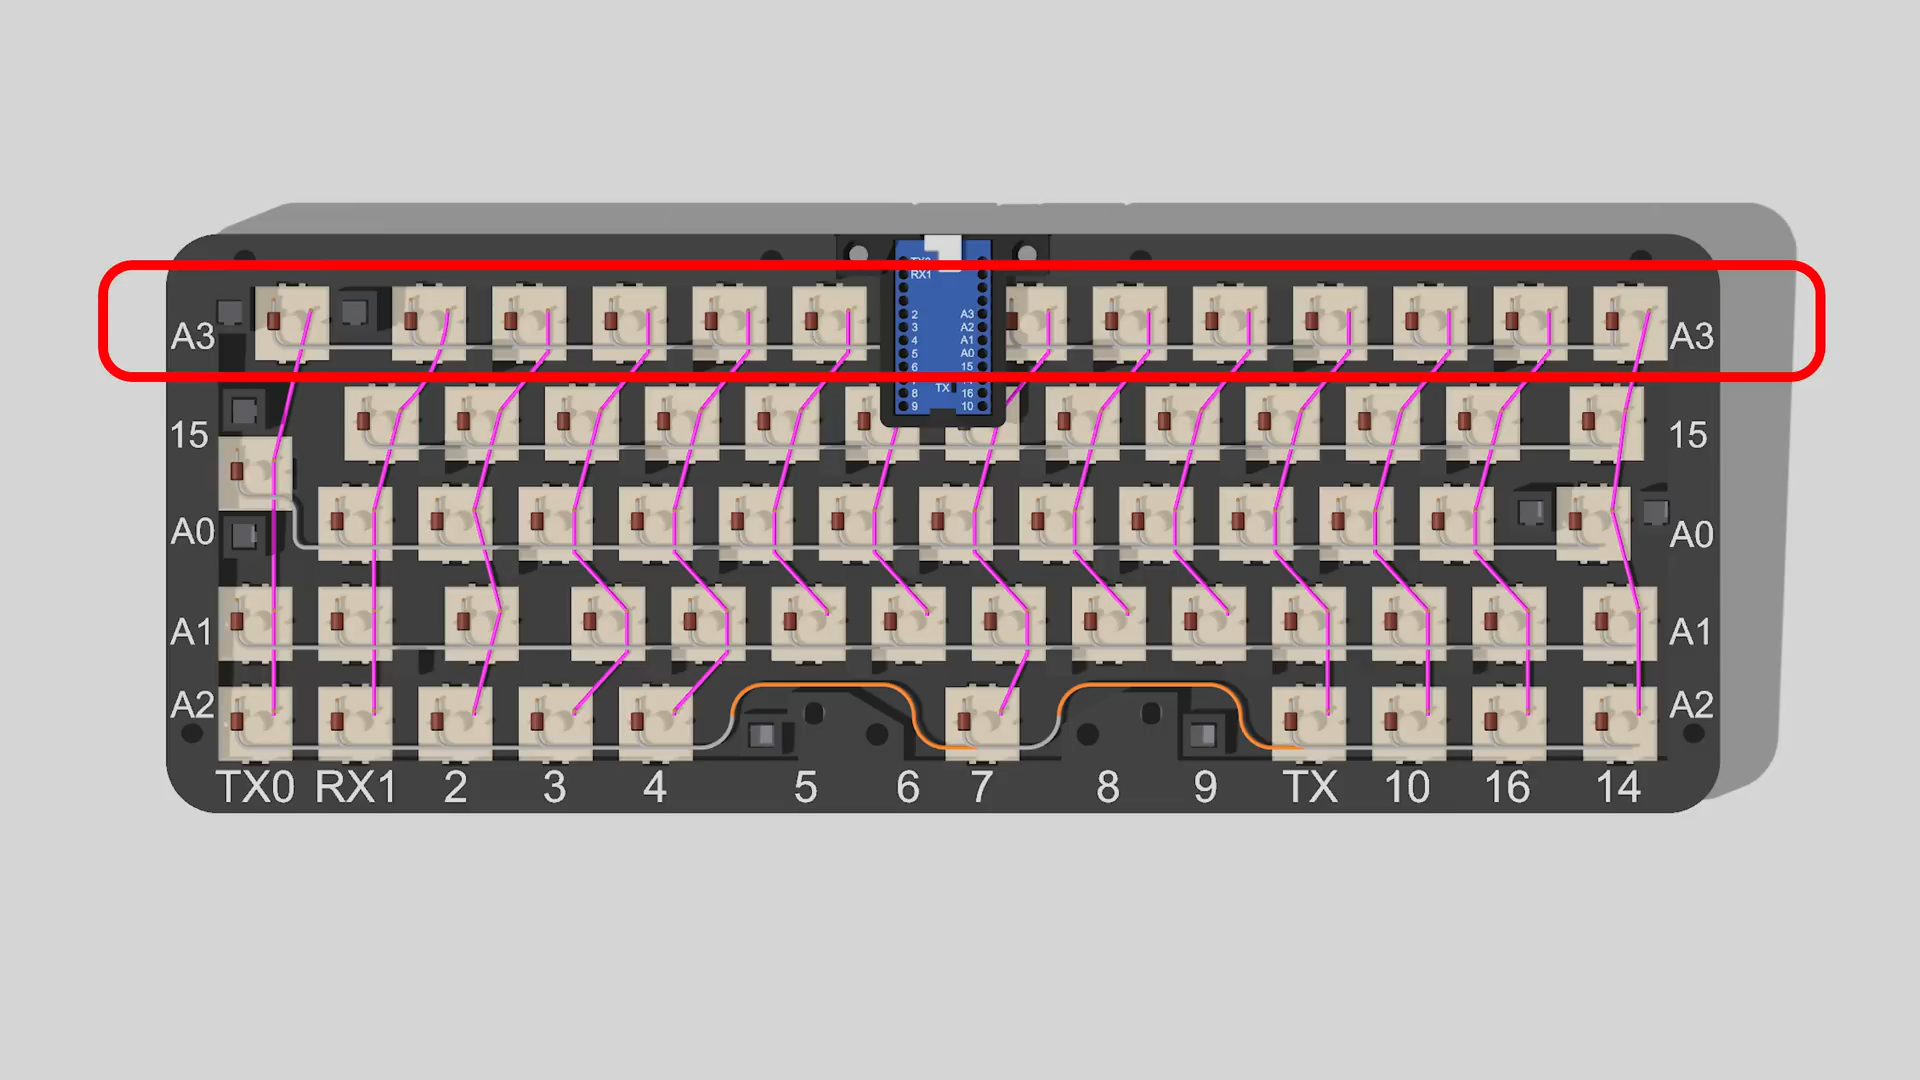 TX0
RX1
2 A3
3 A2
4 A1
5 A0
6 15
TX
8 16
9 10
A3 A3
15 15
A0 A0
A1 A1
A2 A2
TX0 RX1 2 3 4 5 6 7 8 9 TX 10 16 14